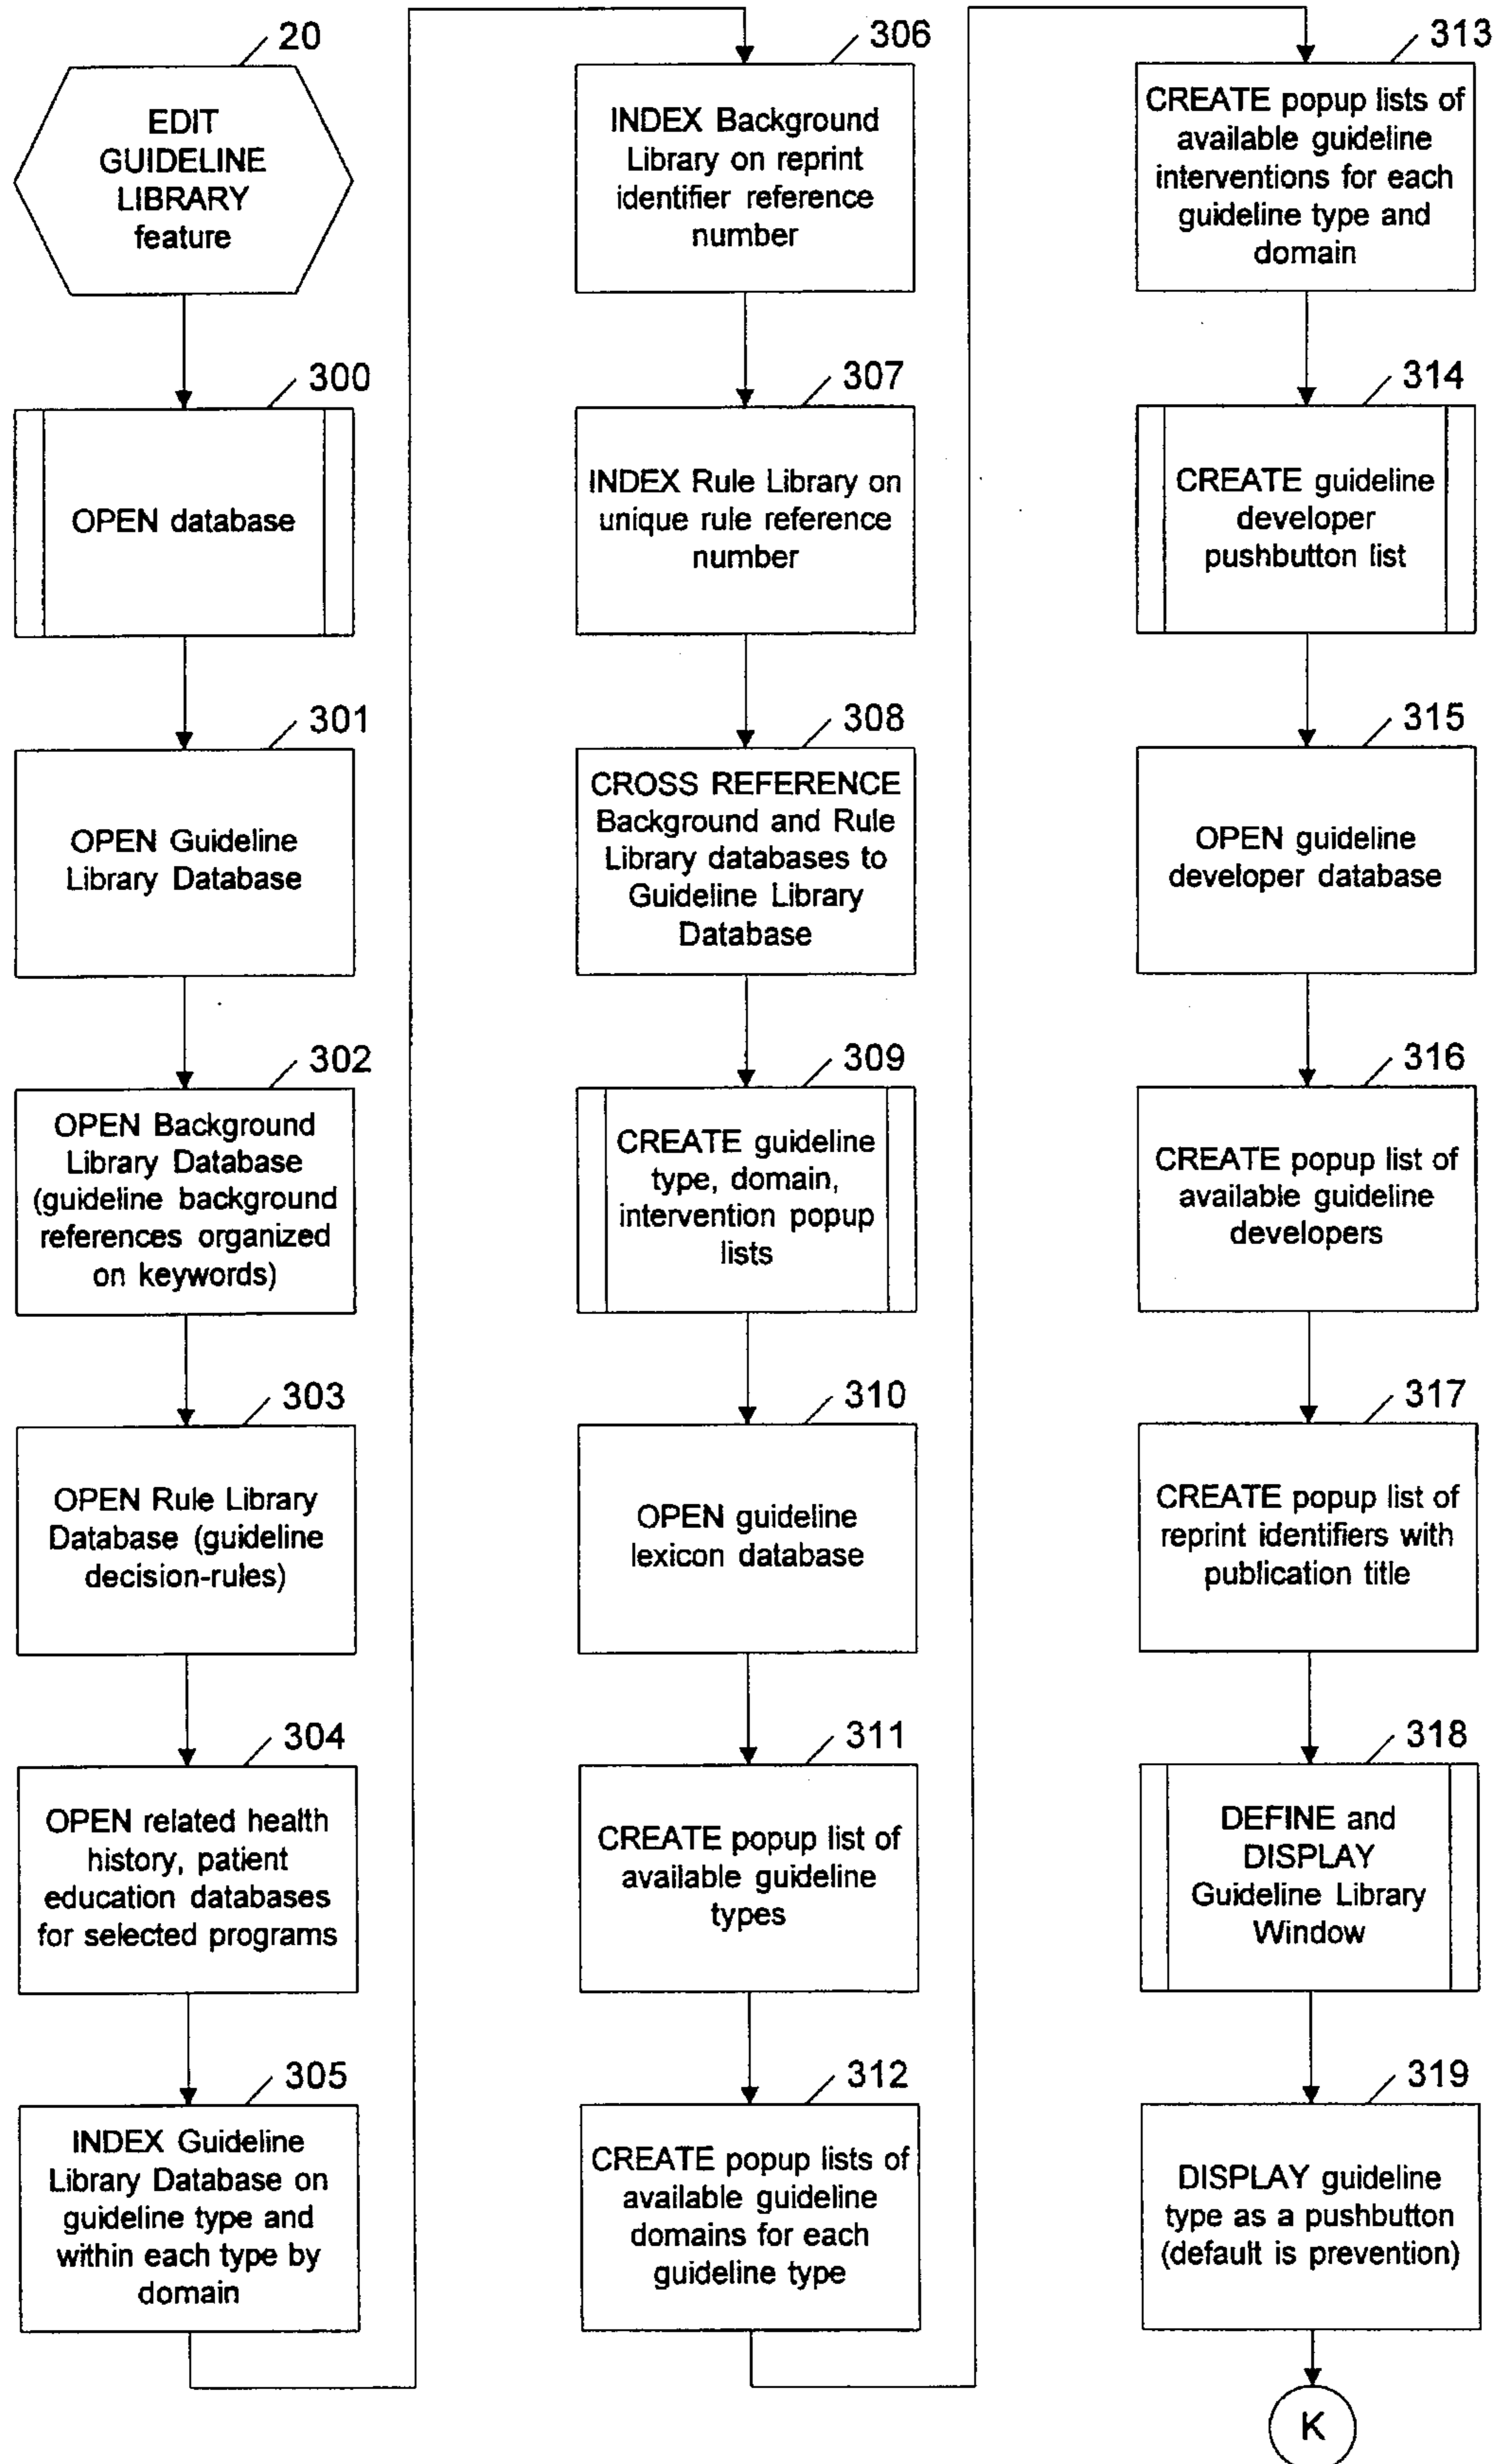 20
EDIT
GUIDELINE
LIBRARY
feature
300
OPEN database
301
OPEN Guideline
Library Database
302
OPEN Background
Library Database
(guideline background
references organized
on keywords)
303
OPEN Rule Library
Database (guideline
decision-rules)
304
OPEN related health
history, patient
education databases
for selected programs
305
INDEX Guideline
Library Database on
guideline type and
within each type by
domain
306
INDEX Background
Library on reprint
identifier reference
number
307
INDEX Rule Library on
unique rule reference
number
308
CROSS REFERENCE
Background and Rule
Library databases to
Guideline Library
Database
309
CREATE guideline
type, domain,
intervention popup
lists
310
OPEN guideline
lexicon database
311
CREATE popup list of
available guideline
types
312
CREATE popup lists of
available guideline
domains for each
guideline type
313
CREATE popup lists of
available guideline
interventions for each
guideline type and
domain
314
CREATE guideline
developer
pushbutton list
315
OPEN guideline
developer database
316
CREATE popup list of
available guideline
developers
317
CREATE popup list of
reprint identifiers with
publication title
318
DEFINE and
DISPLAY
Guideline Library
Window
319
DISPLAY guideline
type as a pushbutton
(default is prevention)
K